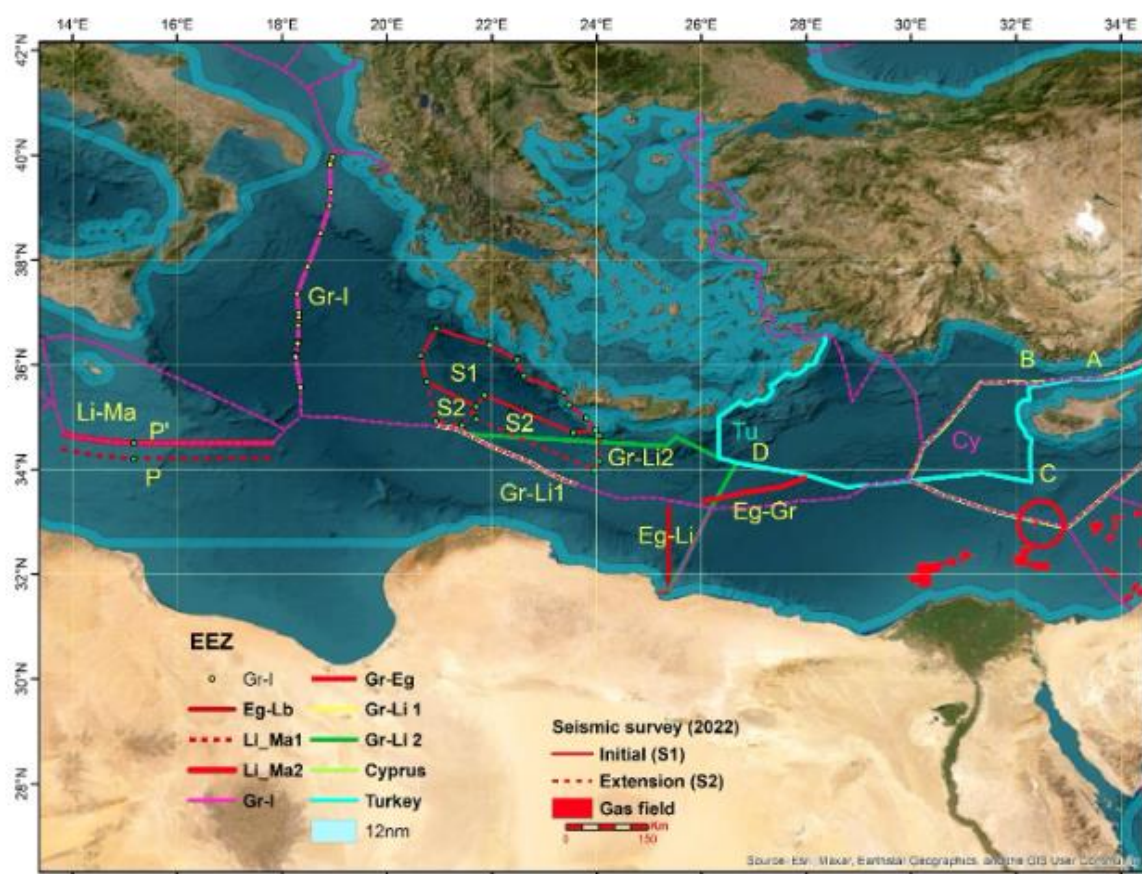 14°E 16°E 18°E 20°E 22°E 24°E 26°E 28°E 30°E 32°E 34°E
42°N
40°N
38°N
36°N
34°N
32°N
30°N
28°N
Gr-I
S1
S2
S2
Li-Ma
P'
P
Gr-Li1
Gr-Li2
Tu
D
Eg-Gr
Eg-Li
Cy
B
A
C
EEZ
Gr-I
Eg-Lb
Li_Ma1
Li_Ma2
Gr-I
12nm
Gr-Eg
Gr-Li 1
Gr-Li 2
Cyprus
Turkey
Seismic survey (2022)
Initial (S1)
Extension (S2)
Gas field
Km
0 150
Source: Esri, Maxar, Earthstar Geographics, and the GIS User Community